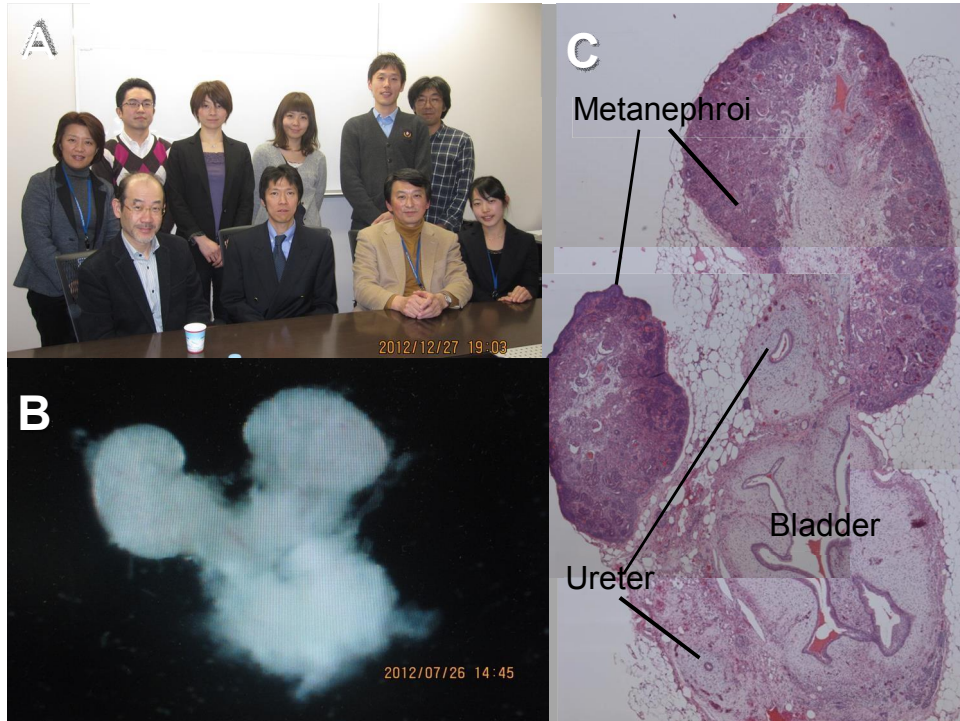 A
2012/12/27 19:03
B
2012/07/26 14:45
C
Metanephroi
Bladder
Ureter